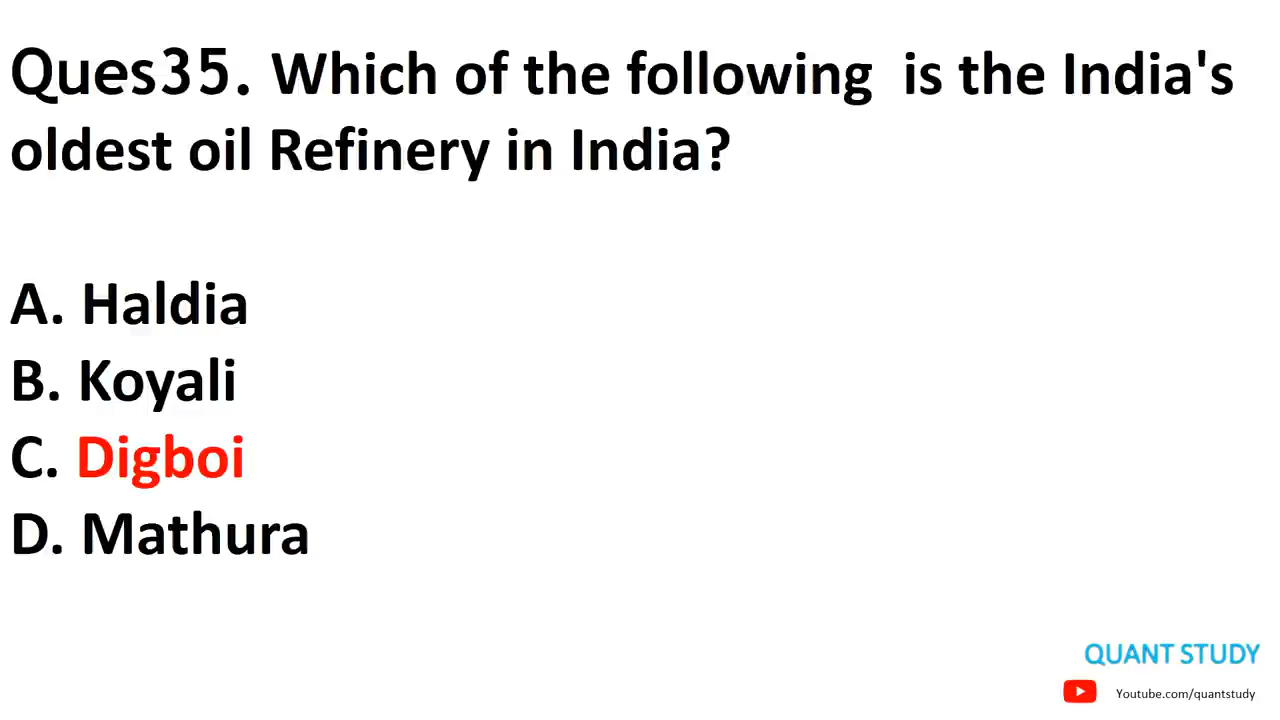 Ques35. Which of the following is the India's
oldest oil Refinery in India?
A. Haldia
B. Koyali
C. Digboi
D. Mathura
QUANT STUDY
Youtube.com/quantstudy